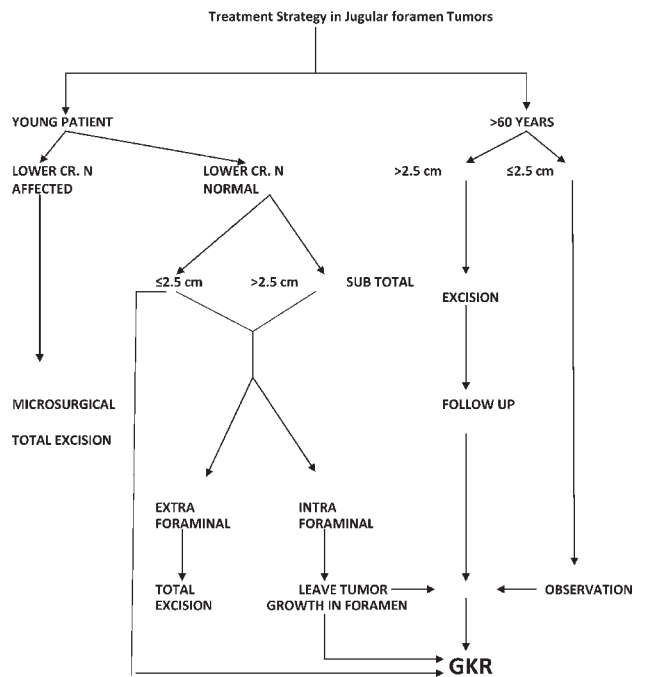 Treatment Strategy in Jugular foramen Tumors
YOUNG PATIENT
>60 YEARS
LOWER CR. N
AFFECTED
LOWER CR. N
NORMAL
>2.5 cm
≤2.5 cm
≤2.5 cm
>2.5 cm
SUB TOTAL
EXCISION
MICROSURGICAL
TOTAL EXCISION
FOLLOW UP
EXTRA
FORAMINAL
INTRA
FORAMINAL
TOTAL
EXCISION
LEAVE TUMOR
GROWTH IN FORAMEN
OBSERVATION
GKR